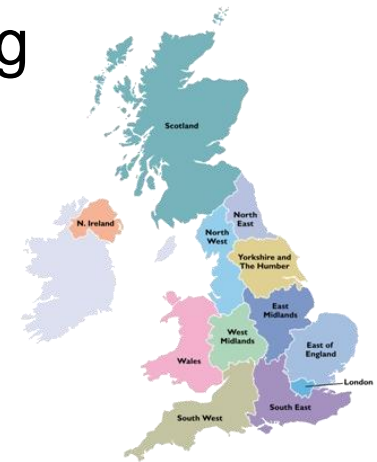 g
Scotland
N. Ireland
North
East
North
West
Yorkshire and
The Humber
East
Midlands
West
Midlands
East of
England
Wales
London
South East
South West